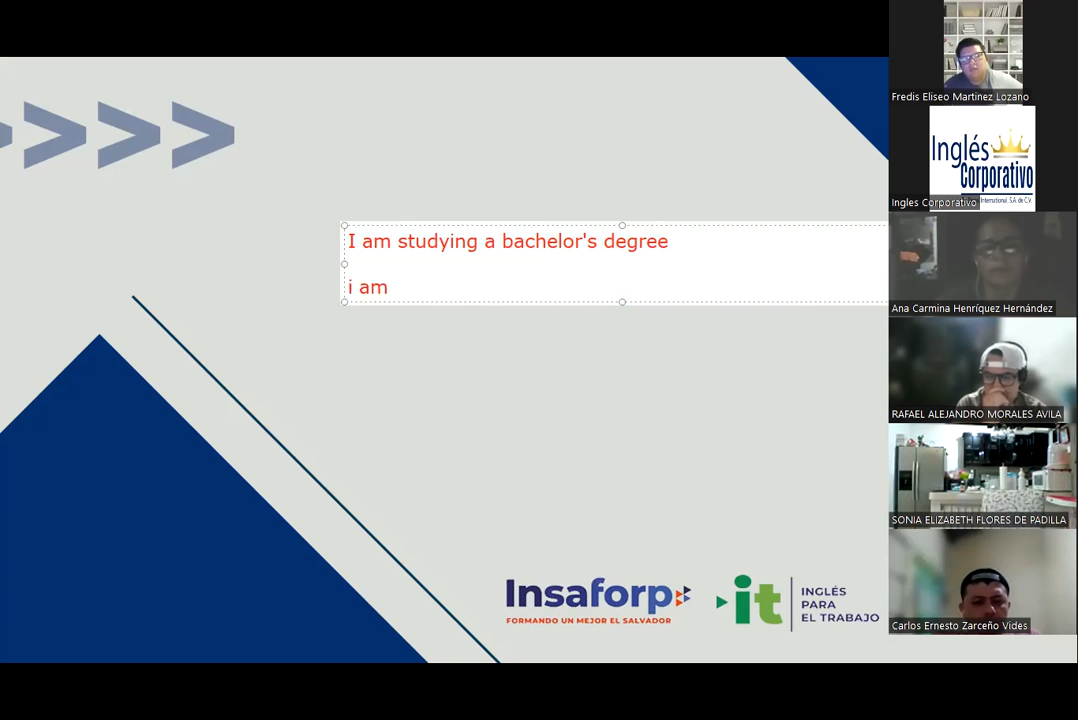 I am studying a bachelor's degree
i am
Insaforp
FORMANDO UN MEJOR EL SALVADOR
it
INGLÉS
PARA
EL TRABAJO
Fredis Eliseo Martinez Lozano
Inglés
Corporativo
International, S.A. de C.V.
Ingles Corporativo
Ana Carmina Henríquez Hernández
RAFAEL ALEJANDRO MORALES AVILA
SONIA ELIZABETH FLORES DE PADILLA
Carlos Ernesto Zarceño Vides